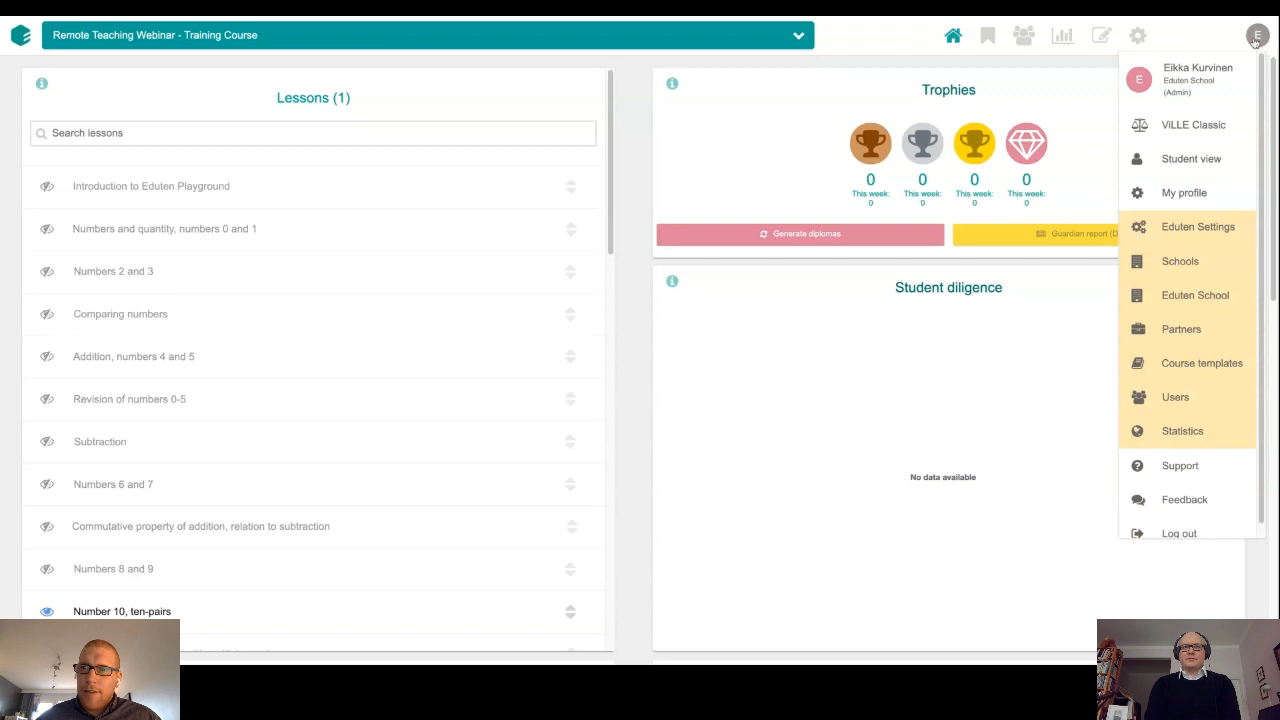 Remote Teaching Webinar - Training Course
E
Lessons (1)
Search lessons
Introduction to Eduten Playground
Numbers and quantity, numbers 0 and 1
Numbers 2 and 3
Comparing numbers
Addition, numbers 4 and 5
Revision of numbers 0-5
Subtraction
Numbers 6 and 7
Commutative property of addition, relation to subtraction
Numbers 8 and 9
Number 10, ten-pairs
Trophies
0 0 0 0
This week: This week: This week: This week:
0 0 0 0
Generate diplomas
Guardian report (D
Student diligence
No data available
E
Eikka Kurvinen
Eduten School
(Admin)
ViLLE Classic
Student view
My profile
Eduten Settings
Schools
Eduten School
Partners
Course templates
Users
Statistics
Support
Feedback
Log out